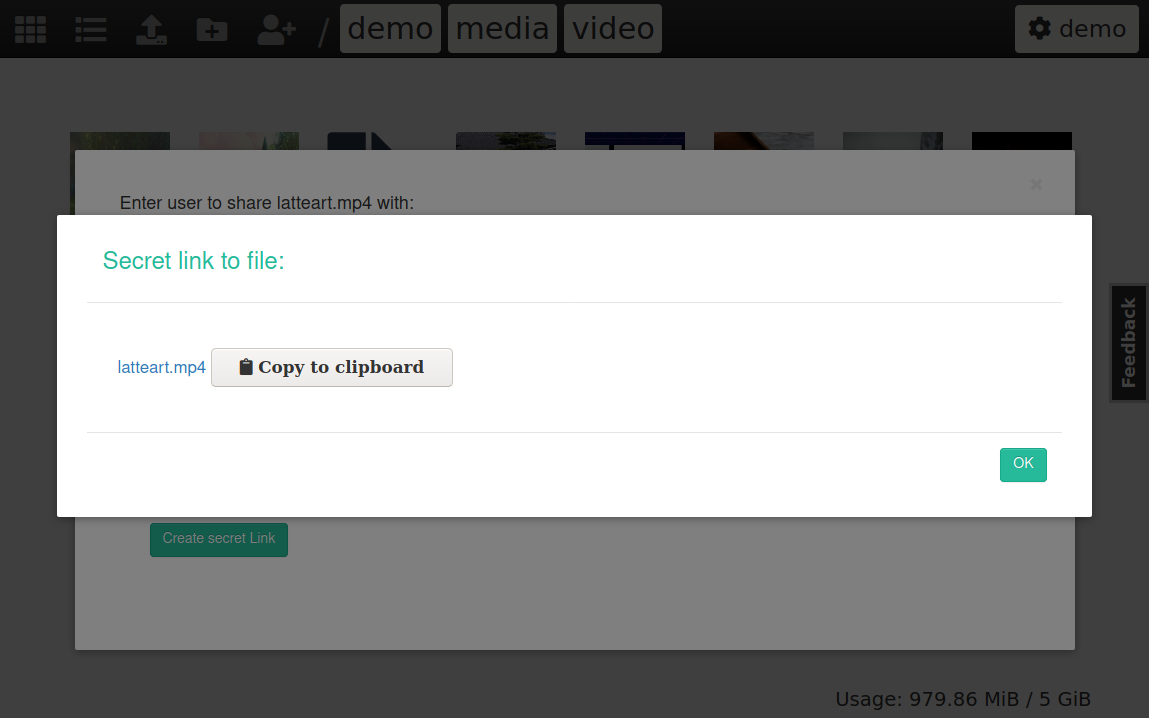 / demo media video demo
Enter user to share latteart.mp4 with:
Secret link to file:
Feedback
latteart.mp4 Copy to clipboard
OK
Create secret Link
Usage: 979.86 MiB / 5 GiB